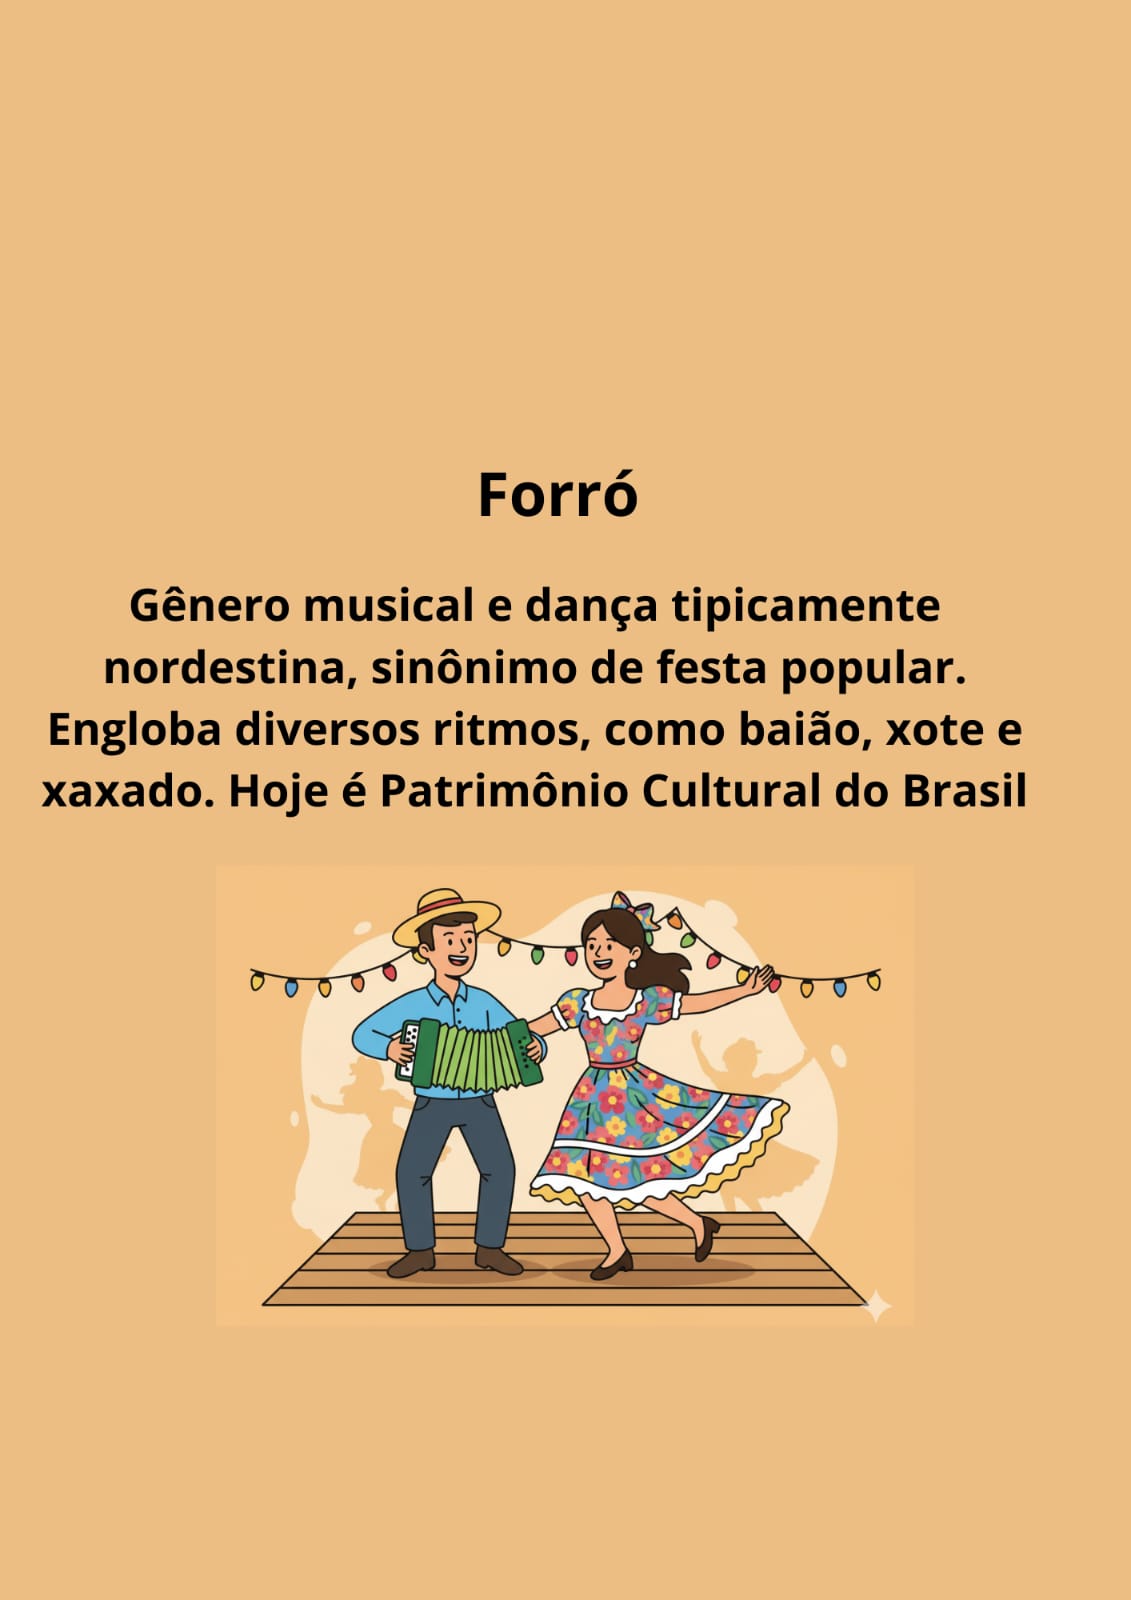 Forró
Gênero musical e dança tipicamente
nordestina, sinônimo de festa popular.
Engloba diversos ritmos, como baião, xote e
xaxado. Hoje é Patrimônio Cultural do Brasil